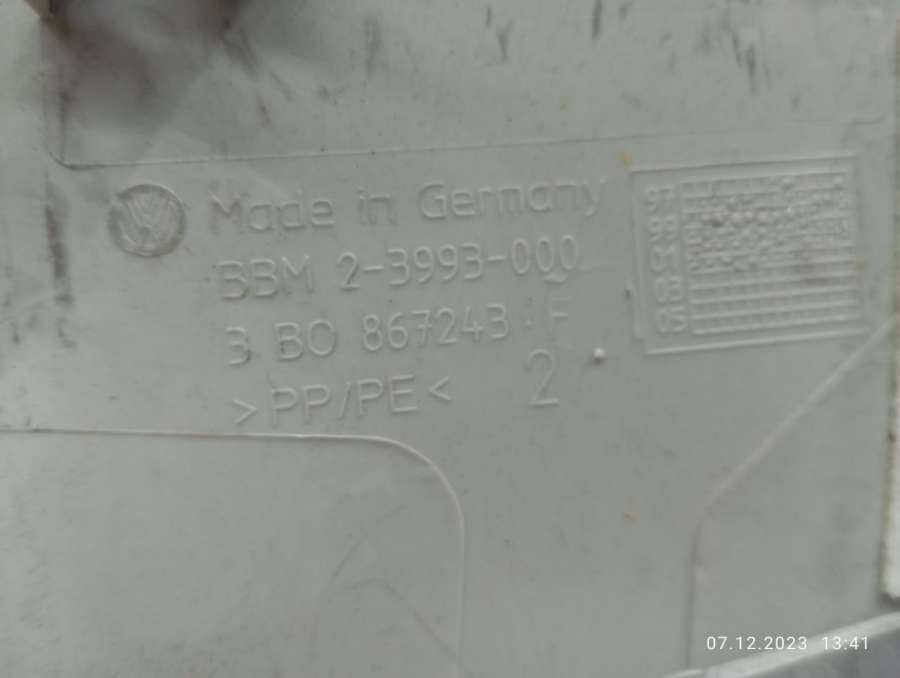 Made in Germany
BBM 2-3993-000
3 B0 867243 F
>PP/PE< 2
97
99
01
03
05
07.12.2023 13:41